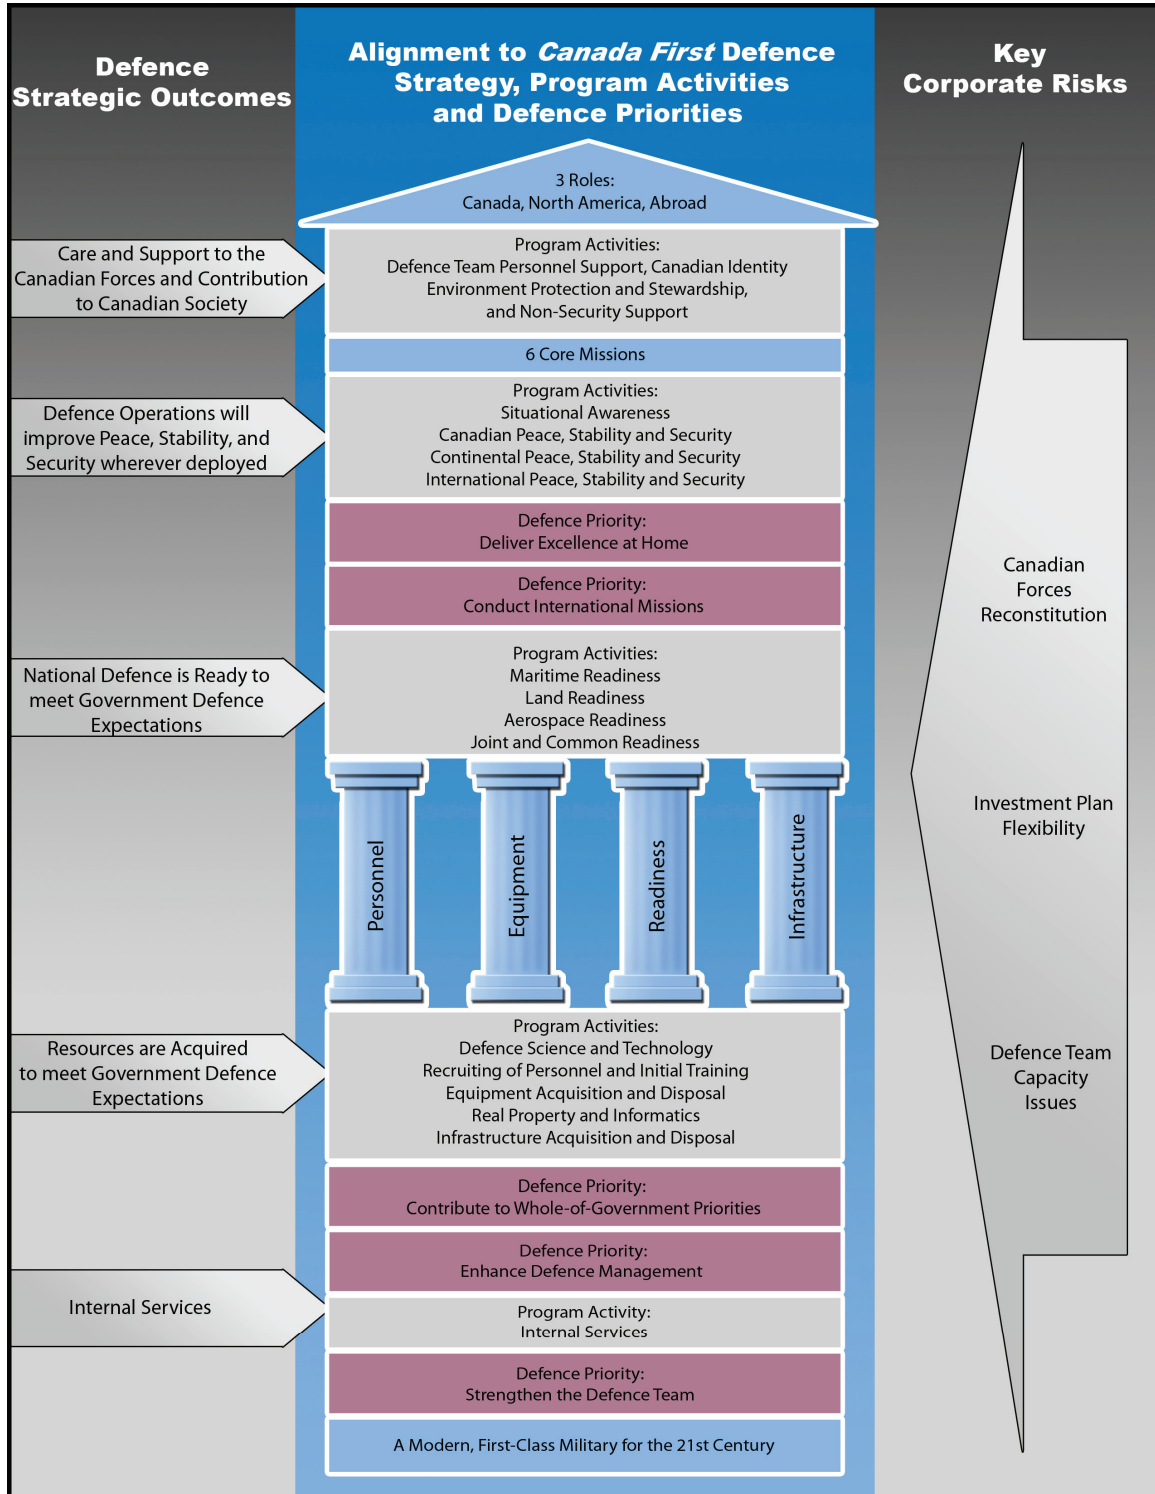 Defence
Strategic Outcomes
Alignment to Canada First Defence
Strategy, Program Activities
and Defence Priorities
Key
Corporate Risks
3 Roles:
Canada, North America, Abroad
Care and Support to the
Canadian Forces and Contribution
to Canadian Society
Program Activities:
Defence Team Personnel Support, Canadian Identity
Environment Protection and Stewardship,
and Non-Security Support
6 Core Missions
Defence Operations will
improve Peace, Stability, and
Security wherever deployed
Program Activities:
Situational Awareness
Canadian Peace, Stability and Security
Continental Peace, Stability and Security
International Peace, Stability and Security
Defence Priority:
Deliver Excellence at Home
Defence Priority:
Conduct International Missions
National Defence is Ready to
meet Government Defence
Expectations
Program Activities:
Maritime Readiness
Land Readiness
Aerospace Readiness
Joint and Common Readiness
Personnel
Equipment
Readiness
Infrastructure
Resources are Acquired
to meet Government Defence
Expectations
Program Activities:
Defence Science and Technology
Recruiting of Personnel and Initial Training
Equipment Acquisition and Disposal
Real Property and Informatics
Infrastructure Acquisition and Disposal
Defence Priority:
Contribute to Whole-of-Government Priorities
Defence Priority:
Enhance Defence Management
Internal Services
Program Activity:
Internal Services
Defence Priority:
Strengthen the Defence Team
A Modern, First-Class Military for the 21st Century
Canadian
Forces
Reconstitution
Investment Plan
Flexibility
Defence Team
Capacity
Issues